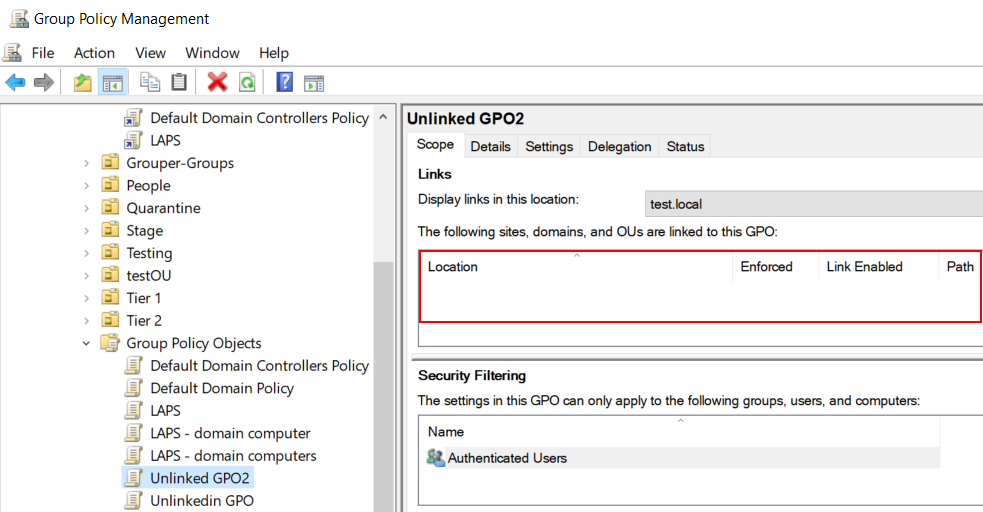 Group Policy Management
File Action View Window Help
Default Domain Controllers Policy
LAPS
Grouper-Groups
People
Quarantine
Stage
Testing
testOU
Tier 1
Tier 2
Group Policy Objects
Default Domain Controllers Policy
Default Domain Policy
LAPS
LAPS - domain computer
LAPS - domain computers
Unlinked GPO2
Unlinkedin GPO
Unlinked GPO2
Scope Details Settings Delegation Status
Links
Display links in this location: test.local
The following sites, domains, and OUs are linked to this GPO:
Location Enforced Link Enabled Path
Security Filtering
The settings in this GPO can only apply to the following groups, users, and computers:
Name
Authenticated Users